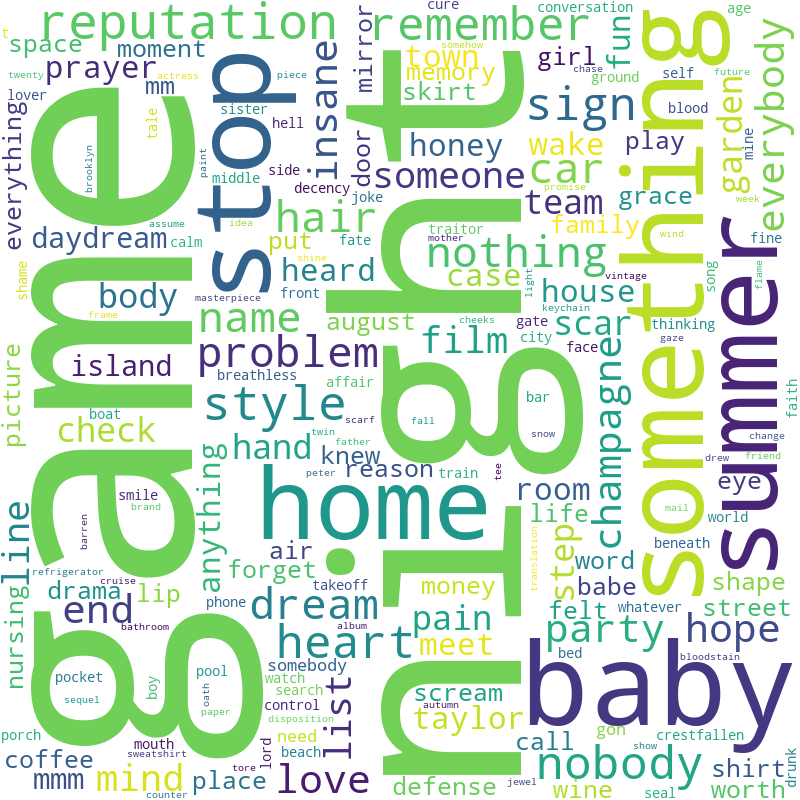 reputation
remember
something
age
conversation
cure
t
space
moment
stop
insane
mirror
night
somehow
town
girl
fun
prayer
mm
twenty
actress
piece
memory
chase
ground
self
future
everybody
lover
game
tale
sister
skirt
sign
blood
mine
garden
everything
hell
door
honey
wake
play
brooklyn
paint
middle
side
someone
car
promise
grace
decency
joke
team
family
week
assume
idea
hair
fate
traitor
nothing
wind
fine
daydream
calm
put
mother
shine
heard
case
vintage
song
flame
shame
body
masterpiece
front
light
house
keychain
summer
frame
name
august
gate
scar
thinking
city
film
face
gaze
island
problem
breathless
affair
champagne
faith
picture
boat
style
bar
check
scarf
fall
snow
change
hand
twin
father
knew
reason
train
tee
drew
friend
anything
peter
eye
line
smile
brand
home
room
life
mail
world
barren
air
step
beneath
refrigerator
forget
translation
word
cruise
drama
lip
takeoff
money
babe
shape
nursing
end
phone
dream
pain
felt
whatever
street
bathroom
album
heart
meet
party
hope
somebody
bed
bloodstain
pocket
boy
pool
watch
search
list
scream
baby
sequel
oath
paper
control
disposition
autumn
taylor
gon
crestfallen
porch
mouth
lord
need
call
show
coffee
sweatshirt
beach
nobody
drunk
mmm
mind
tore
place
love
defense
jewel
wine
seal
shirt
worth
counter